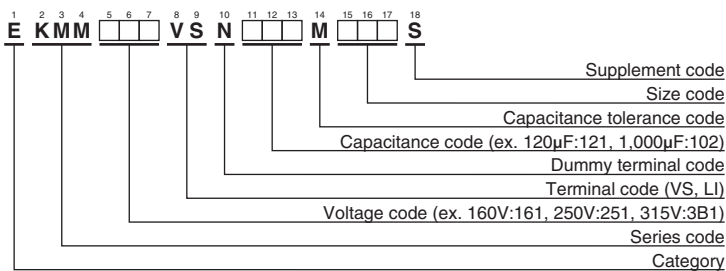 1 2 3 4 5 6 7 8 9 10 11 12 13 14 15 16 17 18
E KMM VS N M S
Supplement code
Size code
Capacitance tolerance code
Capacitance code (ex. 120µF:121, 1,000µF:102)
Dummy terminal code
Terminal code (VS, LI)
Voltage code (ex. 160V:161, 250V:251, 315V:3B1)
Series code
Category